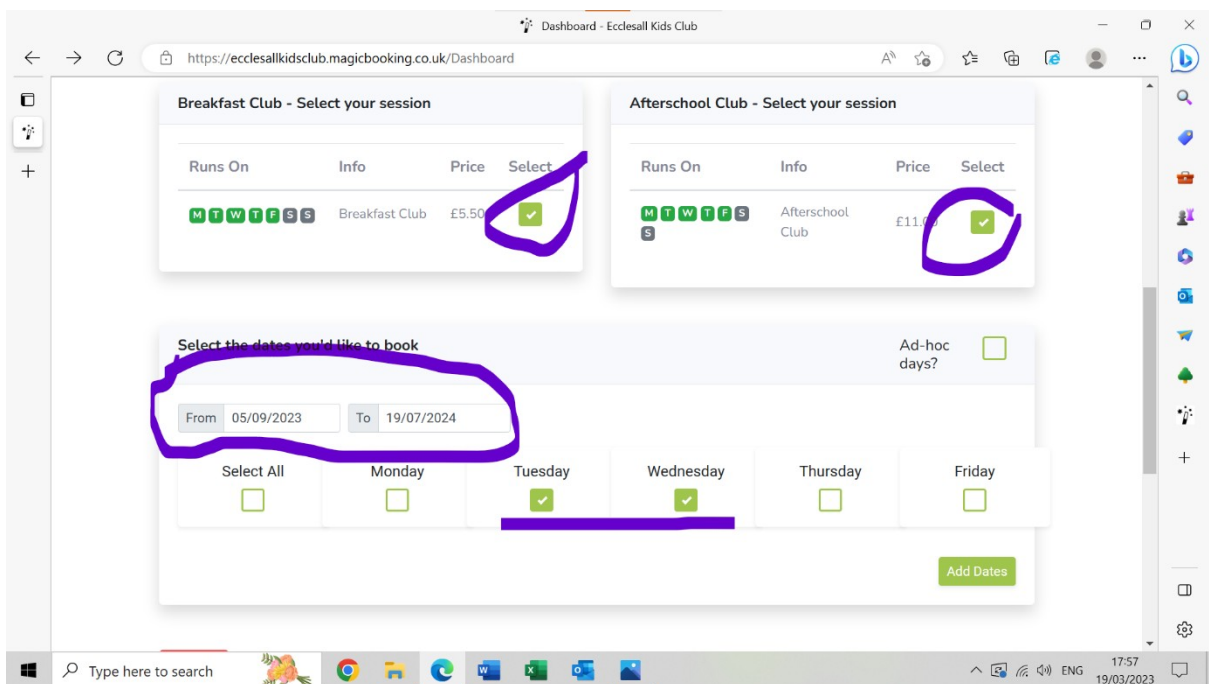 Dashboard - Ecclesall Kids Club
https://ecclesallkidsclub.magicbooking.co.uk/Dashboard
Breakfast Club - Select your session
Runs On Info Price Select
M T W T F S S Breakfast Club £5.50
Afterschool Club - Select your session
Runs On Info Price Select
M T W T F S Afterschool
S Club
Select the dates you'd like to book
Ad-hoc
days?
From 05/09/2023 To 19/07/2024
Select All Monday Tuesday Wednesday Thursday Friday
Add Dates
Type here to search
ENG
17:57
19/03/2023